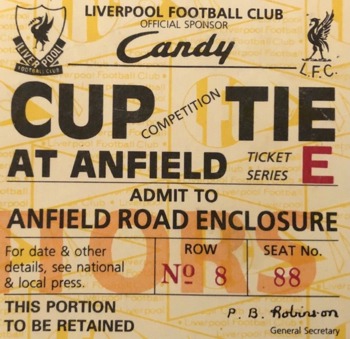 LIVERPOOL FOOTBALL CLUB
OFFICIAL SPONSOR
Candy
LIVERPOOL
FOOTBALL CLUB
L.F.C.
CUP COMPETITION TIE
AT ANFIELD
TICKET SERIES E
ADMIT TO
ANFIELD ROAD ENCLOSURE
For date & other
details, see national
& local press.
ROW
Nº 8
SEAT No.
88
THIS PORTION
TO BE RETAINED
P. B. Robinson
General Secretary